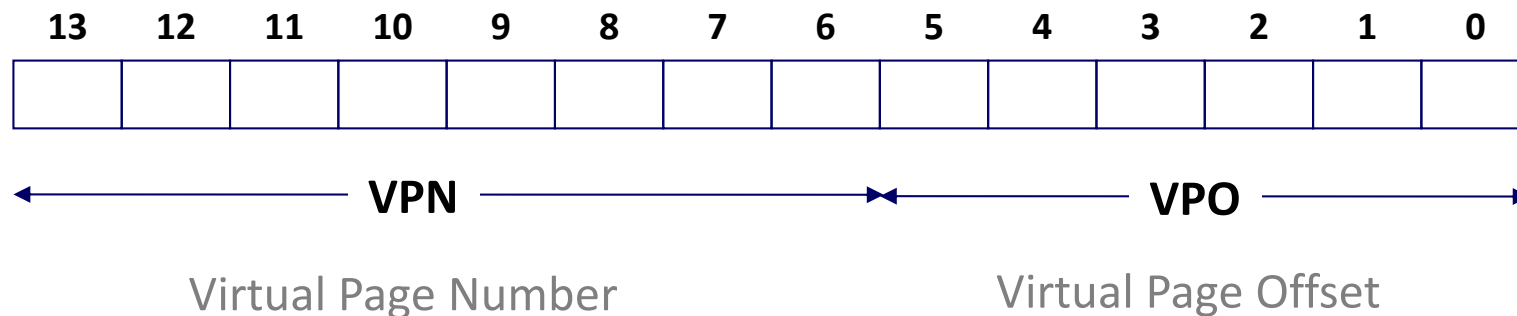 13 12 11 10 9 8 7 6 5 4 3 2 1 0
VPN VPO
Virtual Page Number Virtual Page Offset